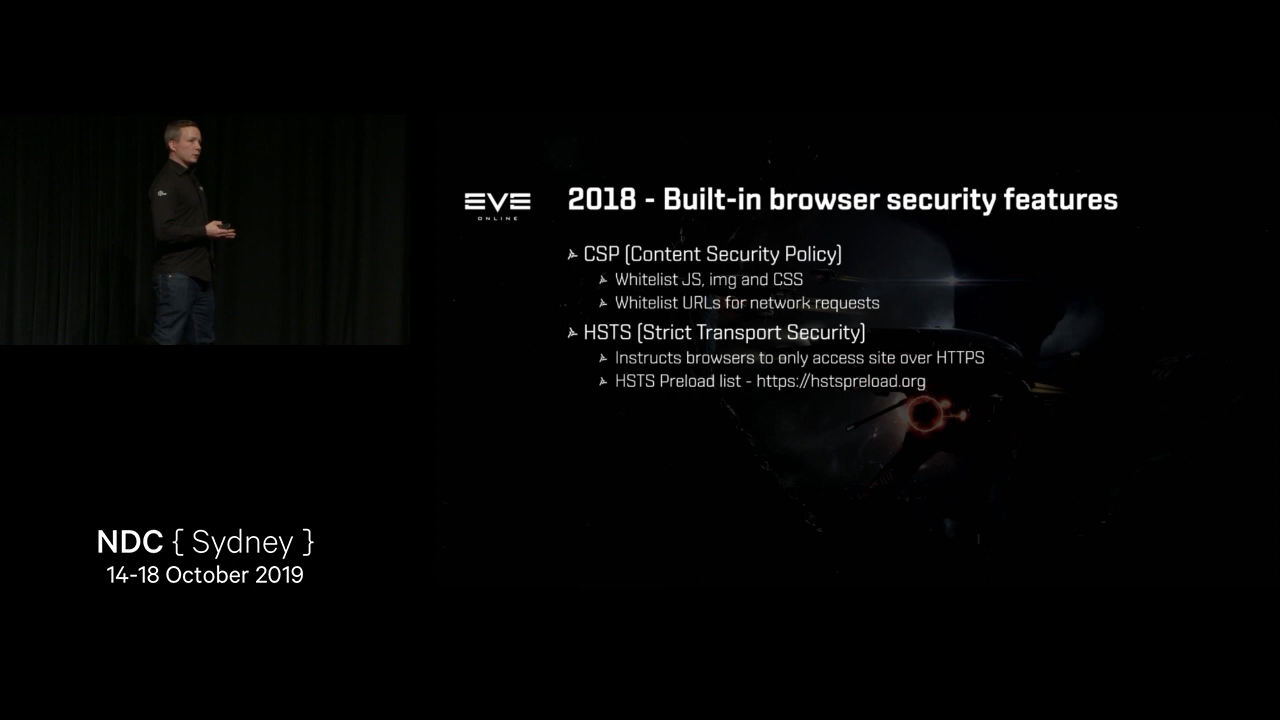 EVE
ONLINE
2018 - Built-in browser security features
CSP (Content Security Policy)
Whitelist JS, img and CSS
Whitelist URLs for network requests
HSTS (Strict Transport Security)
Instructs browsers to only access site over HTTPS
HSTS Preload list - https://hstspreload.org
NDC { Sydney }
14-18 October 2019